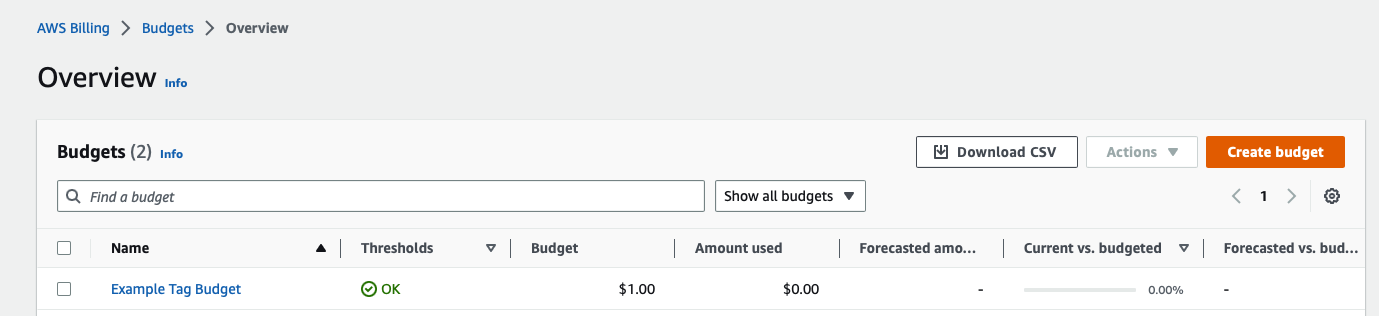 AWS Billing > Budgets > Overview
Overview Info
Budgets (2) Info Download CSV Actions Create budget
Find a budget Show all budgets 1
Name Thresholds Budget Amount used Forecasted amo... Current vs. budgeted Forecasted vs. bud...
Example Tag Budget OK $1.00 $0.00 - 0.00% -